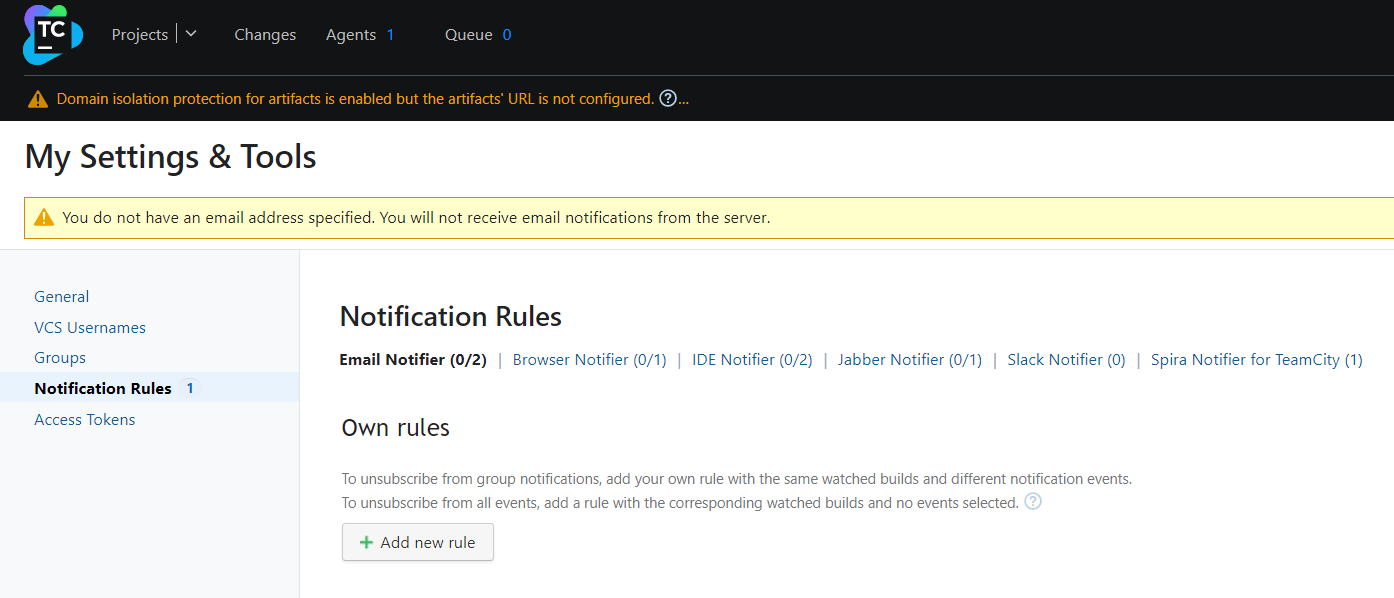 TC
Projects Changes Agents 1 Queue 0
Domain isolation protection for artifacts is enabled but the artifacts' URL is not configured. ?...
My Settings & Tools
You do not have an email address specified. You will not receive email notifications from the server.
General
VCS Usernames
Groups
Notification Rules 1
Access Tokens
Notification Rules
Email Notifier (0/2) | Browser Notifier (0/1) | IDE Notifier (0/2) | Jabber Notifier (0/1) | Slack Notifier (0) | Spira Notifier for TeamCity (1)
Own rules
To unsubscribe from group notifications, add your own rule with the same watched builds and different notification events.
To unsubscribe from all events, add a rule with the corresponding watched builds and no events selected. ?
+ Add new rule